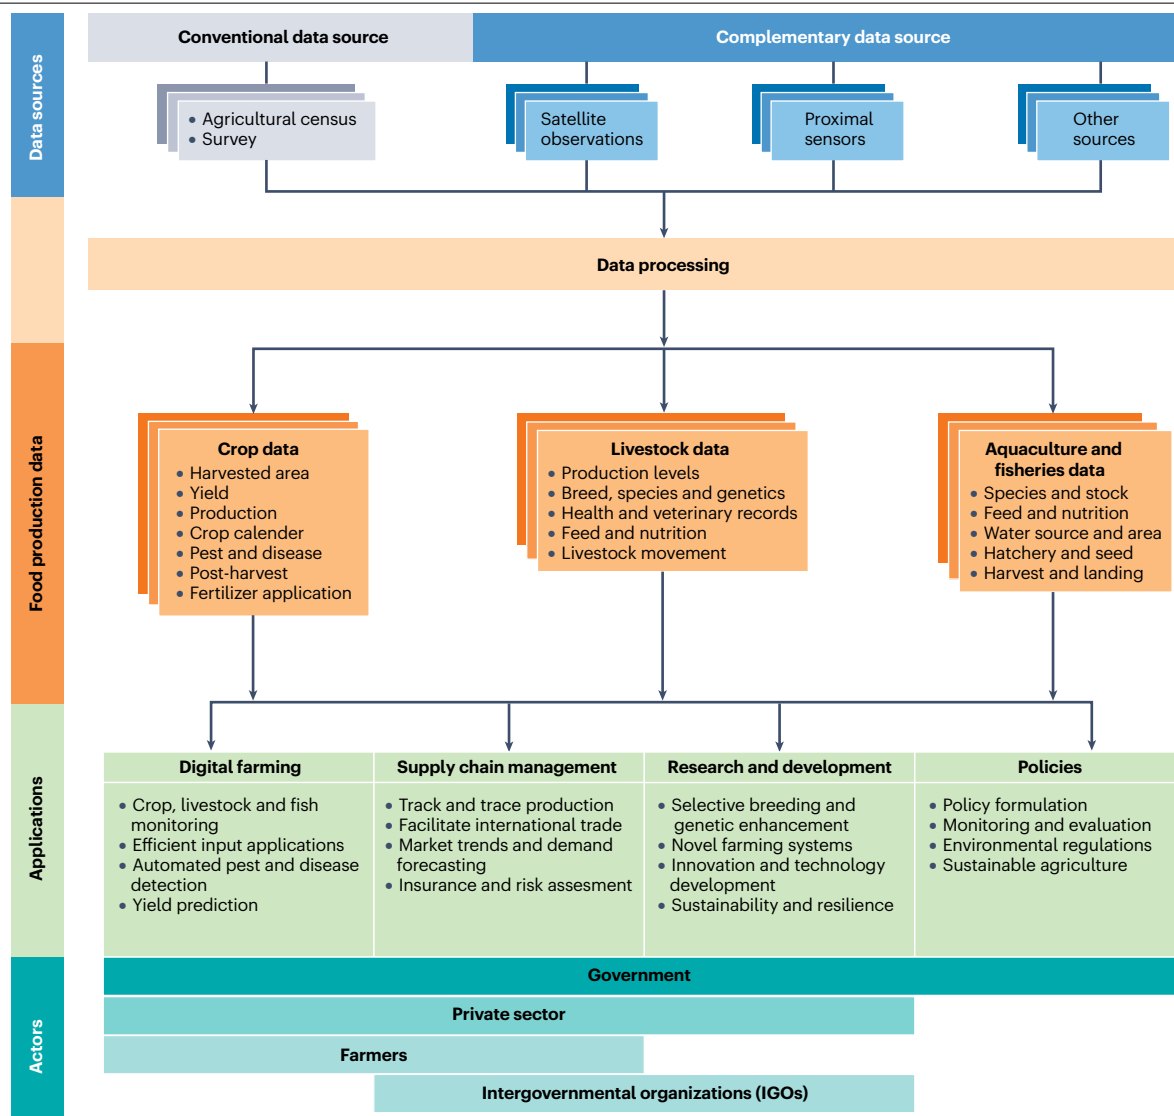 Data sources
Conventional data source
Complementary data source
• Agricultural census
• Survey
Satellite
observations
Proximal
sensors
Other
sources
Data processing
Food production data
Crop data
• Harvested area
• Yield
• Production
• Crop calender
• Pest and disease
• Post-harvest
• Fertilizer application
Livestock data
• Production levels
• Breed, species and genetics
• Health and veterinary records
• Feed and nutrition
• Livestock movement
Aquaculture and
fisheries data
• Species and stock
• Feed and nutrition
• Water source and area
• Hatchery and seed
• Harvest and landing
Applications
Digital farming
• Crop, livestock and fish
monitoring
• Efficient input applications
• Automated pest and disease
detection
• Yield prediction
Supply chain management
• Track and trace production
• Facilitate international trade
• Market trends and demand
forecasting
• Insurance and risk assesment
Research and development
• Selective breeding and
genetic enhancement
• Novel farming systems
• Innovation and technology
development
• Sustainability and resilience
Policies
• Policy formulation
• Monitoring and evaluation
• Environmental regulations
• Sustainable agriculture
Actors
Government
Private sector
Farmers
Intergovernmental organizations (IGOs)